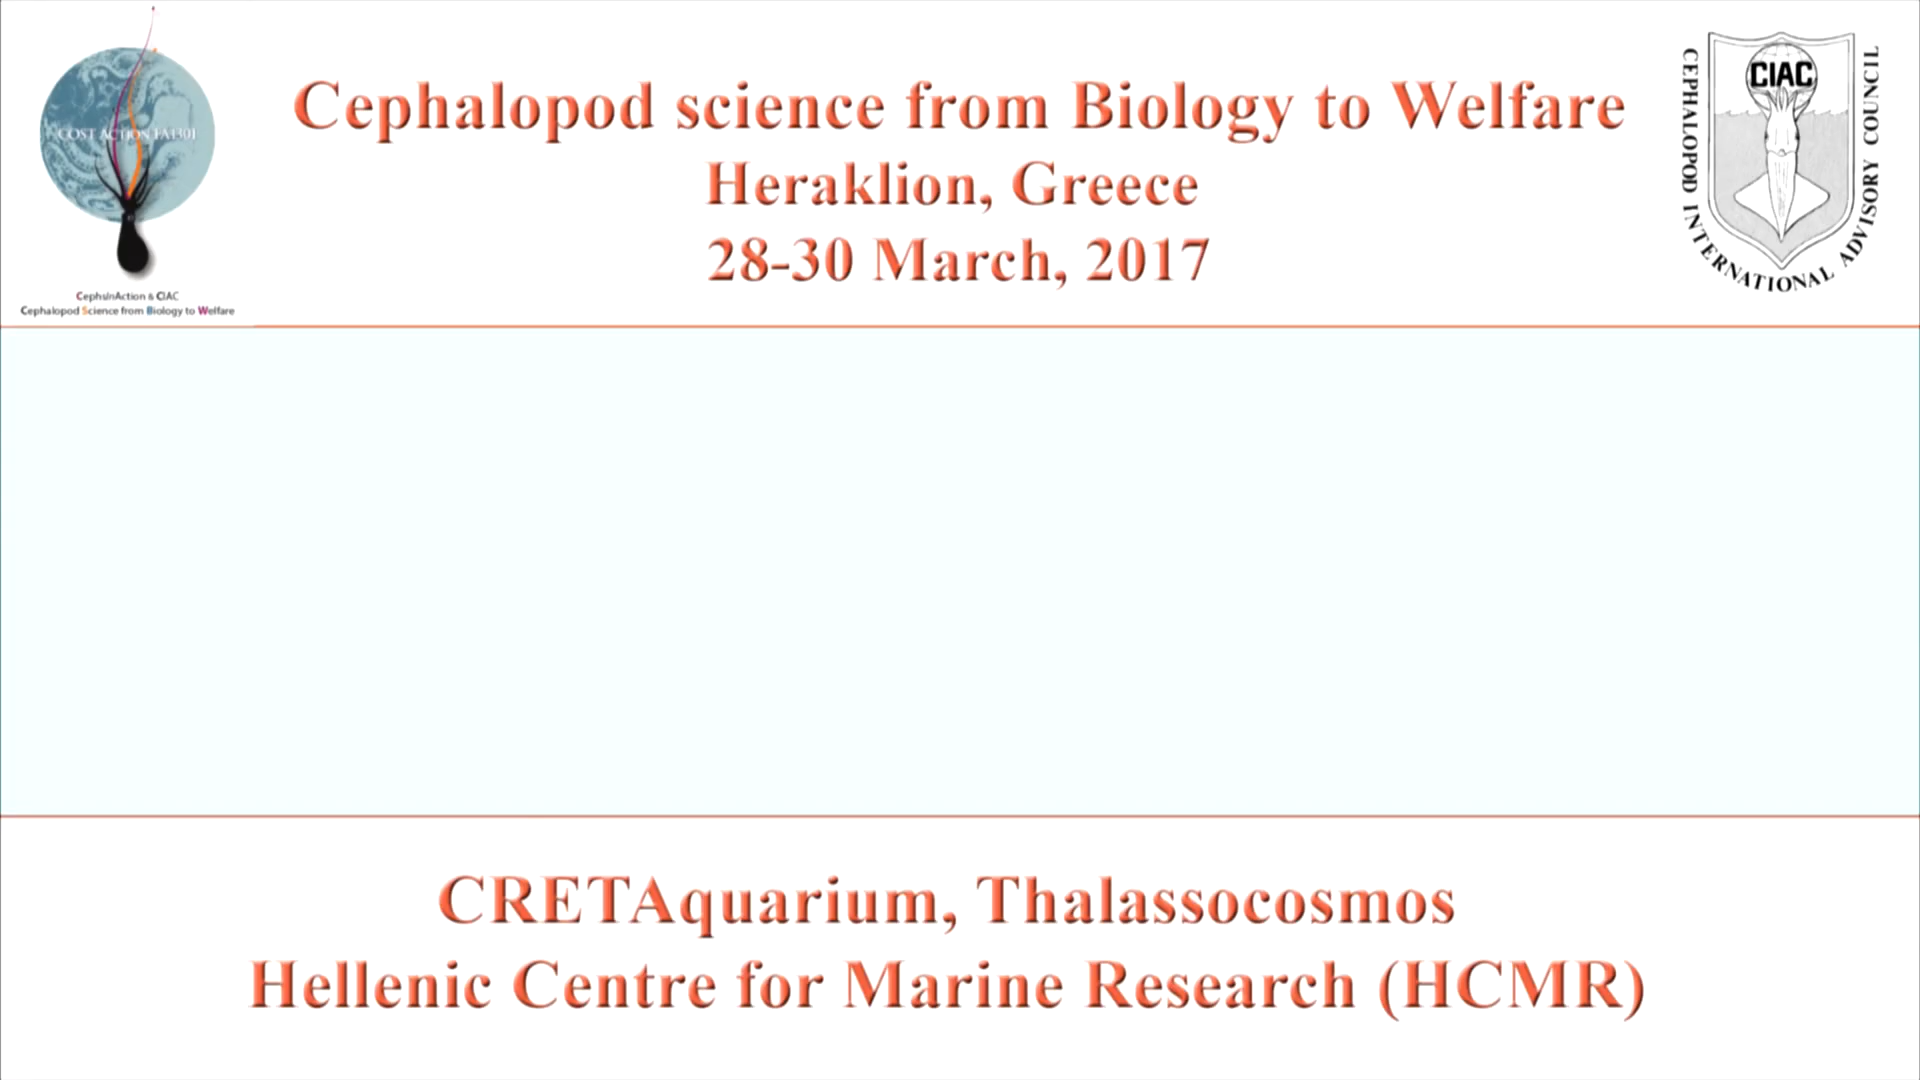 COST ACTION FA1301
CephsInAction & CIAC
Cephalopod Science from Biology to Welfare
Cephalopod science from Biology to Welfare
Heraklion, Greece
28-30 March, 2017
CIAC
CEPHALOPOD INTERNATIONAL ADVISORY COUNCIL
CRETAquarium, Thalassocosmos
Hellenic Centre for Marine Research (HCMR)